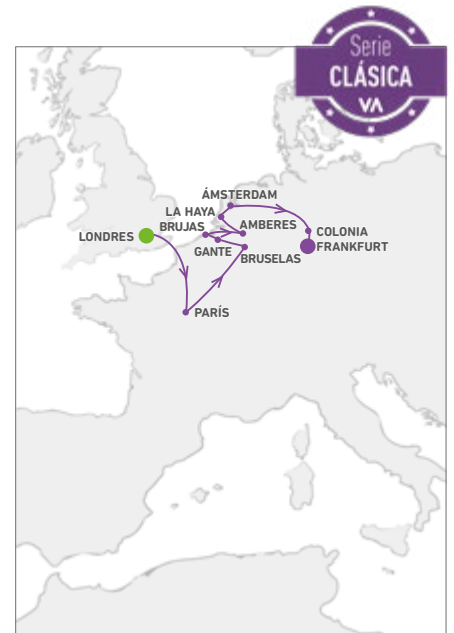 Serie
CLÁSICA
VA
ÁMSTERDAM
LA HAYA
BRUJAS
AMBERES
LONDRES
COLONIA
GANTE
FRANKFURT
BRUSELAS
PARÍS